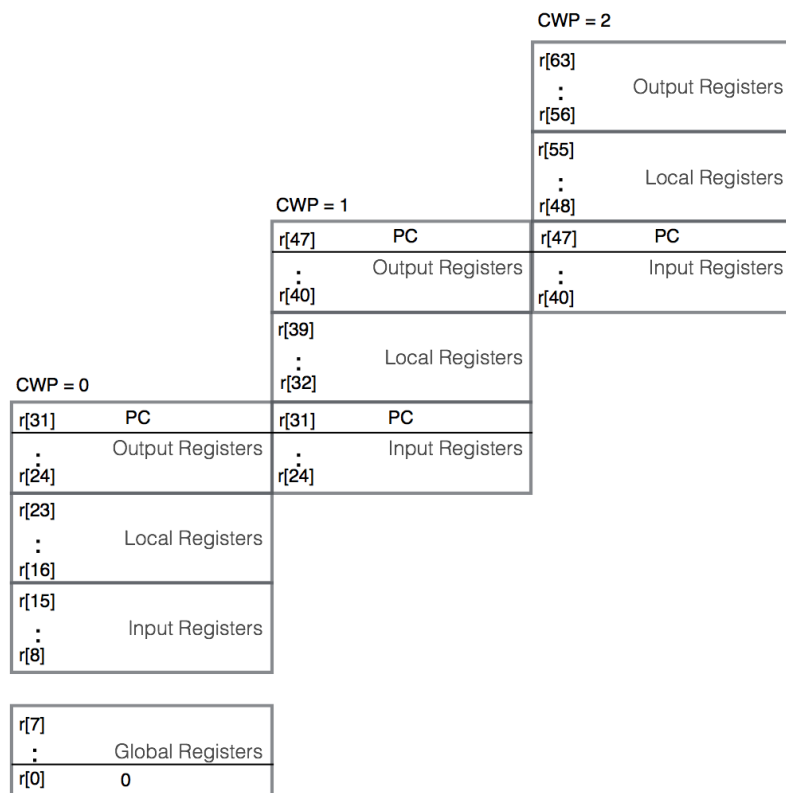 CWP = 2
r[63]
: Output Registers
r[56]
r[55]
: Local Registers
r[48]
CWP = 1
r[47] PC r[47] PC
: Output Registers : Input Registers
r[40] r[40]
r[39]
: Local Registers
r[32]
CWP = 0
r[31] PC r[31] PC
: Output Registers : Input Registers
r[24] r[24]
r[23]
: Local Registers
r[16]
r[15]
: Input Registers
r[8]
r[7]
: Global Registers
r[0] 0